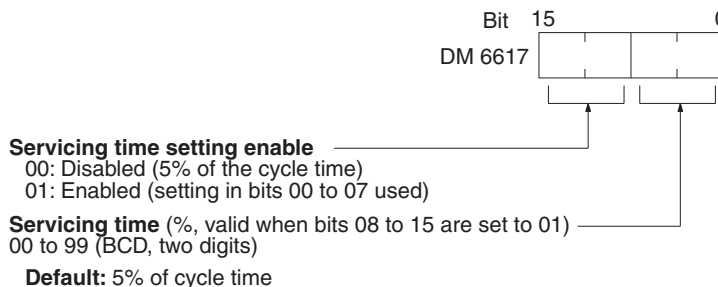 Bit 15 0
DM 6617
Servicing time setting enable
00: Disabled (5% of the cycle time)
01: Enabled (setting in bits 00 to 07 used)
Servicing time (%, valid when bits 08 to 15 are set to 01)
00 to 99 (BCD, two digits)
Default: 5% of cycle time